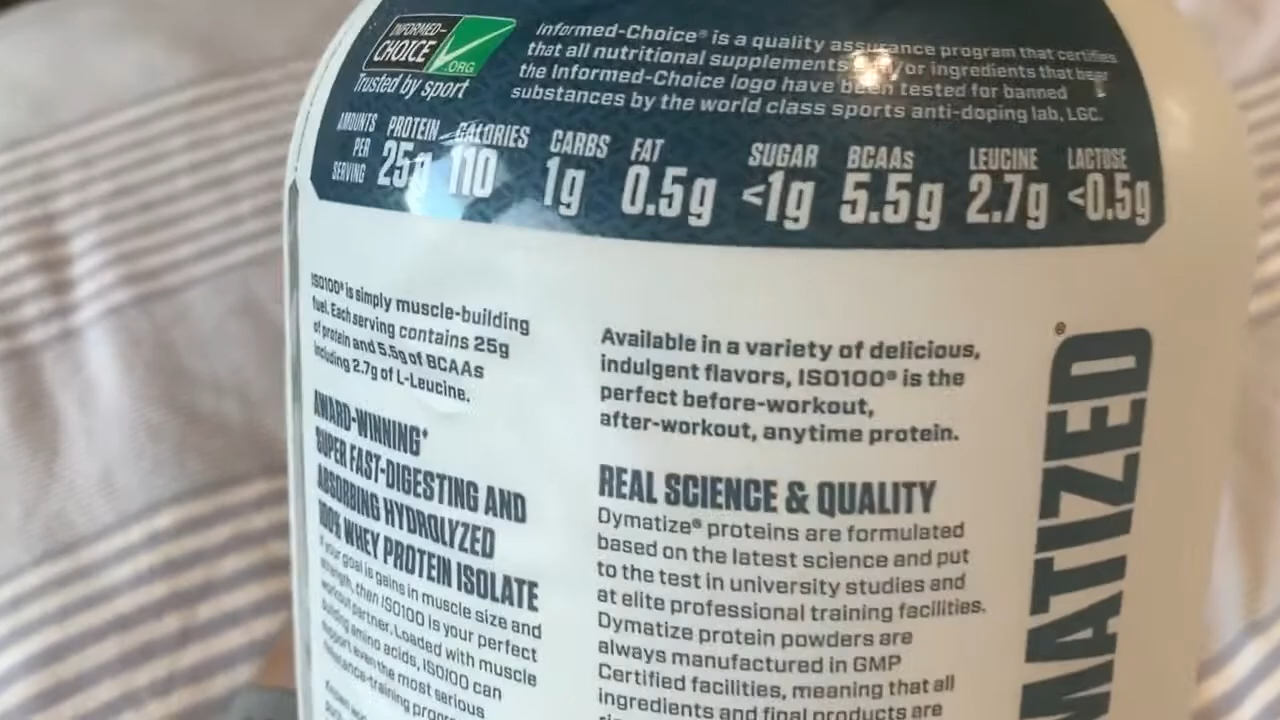 INFORMED-
CHOICE
.ORG
Trusted by sport
Informed-Choice® is a quality assurance program that certifies
that all nutritional supplements /or ingredients that bear
the Informed-Choice logo have been tested for banned
substances by the world class sports anti-doping lab, LGC.
AMOUNTS
PER
SERVING
PROTEIN
25g
CALORIES
110
CARBS
1g
FAT
0.5g
SUGAR
<1g
BCAAs
5.5g
LEUCINE
2.7g
LACTOSE
<0.5g
ISO100® is simply muscle-building
fuel. Each serving contains 25g
of protein and 5.5g of BCAAs
including 2.7g of L-Leucine.
AWARD-WINNING*
SUPER FAST-DIGESTING AND
ABSORBING HYDROLYZED
100% WHEY PROTEIN ISOLATE
If your goal is gains in muscle size and
strength, then ISO100 is your perfect
workout partner. Loaded with muscle
building amino acids, ISO100 can
support even the most serious
Available in a variety of delicious,
indulgent flavors, ISO100® is the
perfect before-workout,
after-workout, anytime protein.
REAL SCIENCE & QUALITY
Dymatize® proteins are formulated
based on the latest science and put
to the test in university studies and
at elite professional training facilities.
Dymatize protein powders are
always manufactured in GMP
Certified facilities, meaning that all
ingredients and final products are
MATIZED®